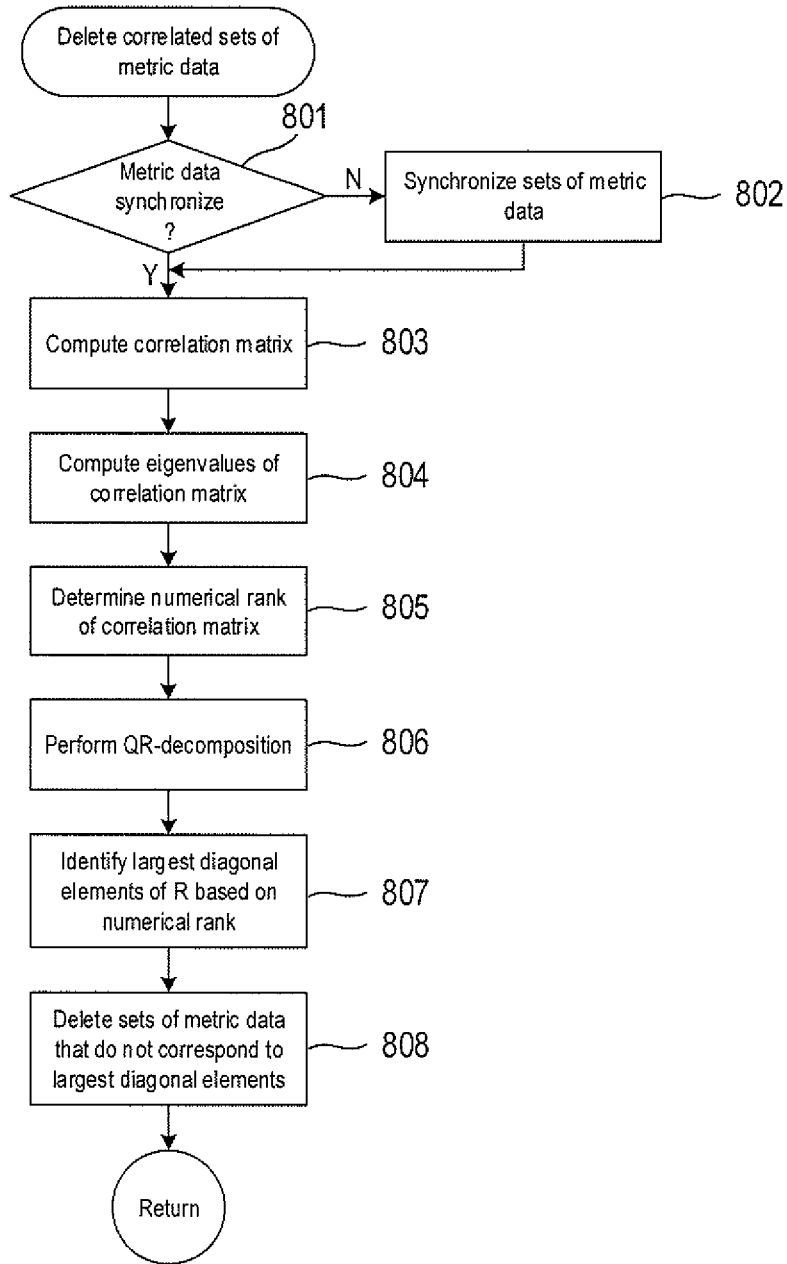 Delete correlated sets of
metric data
801
Metric data
synchronize
?
N
Synchronize sets of metric
data
802
Y
Compute correlation matrix
803
Compute eigenvalues of
correlation matrix
804
Determine numerical rank
of correlation matrix
805
Perform QR-decomposition
806
Identify largest diagonal
elements of R based on
numerical rank
807
Delete sets of metric data
that do not correspond to
largest diagonal elements
808
Return